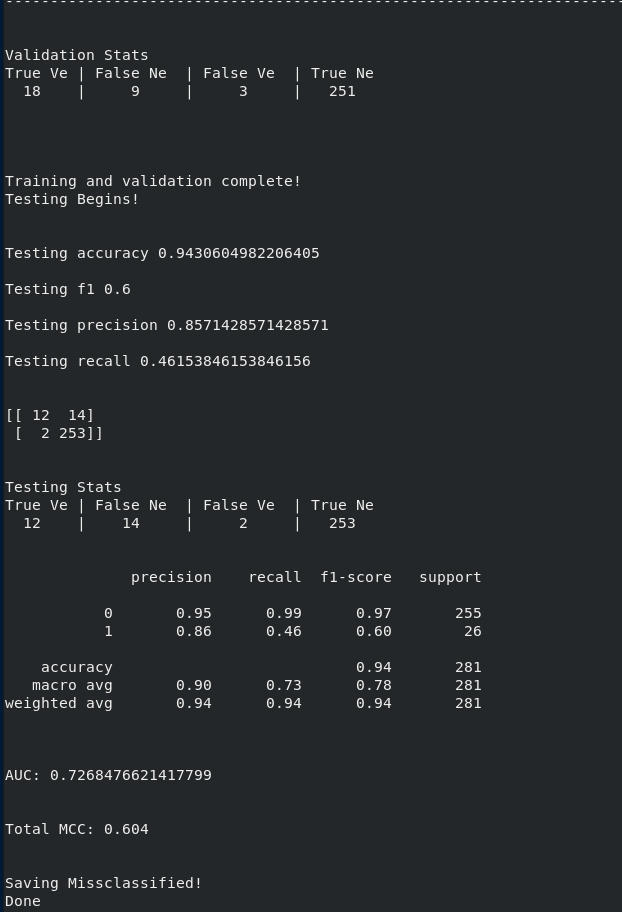 --------------------------------------------------------------------
Validation Stats
True Ve | False Ne  | False Ve  | True Ne
  18    |     9     |     3     |   251
Training and validation complete!
Testing Begins!
Testing accuracy 0.9430604982206405
Testing f1 0.6
Testing precision 0.8571428571428571
Testing recall 0.46153846153846156
[[ 12  14]
 [  2 253]]
Testing Stats
True Ve | False Ne  | False Ve  | True Ne
  12    |    14     |     2     |   253
              precision    recall  f1-score   support
           0       0.95      0.99      0.97       255
           1       0.86      0.46      0.60        26
    accuracy                           0.94       281
   macro avg       0.90      0.73      0.78       281
weighted avg       0.94      0.94      0.94       281
AUC: 0.7268476621417799
Total MCC: 0.604
Saving Missclassified!
Done